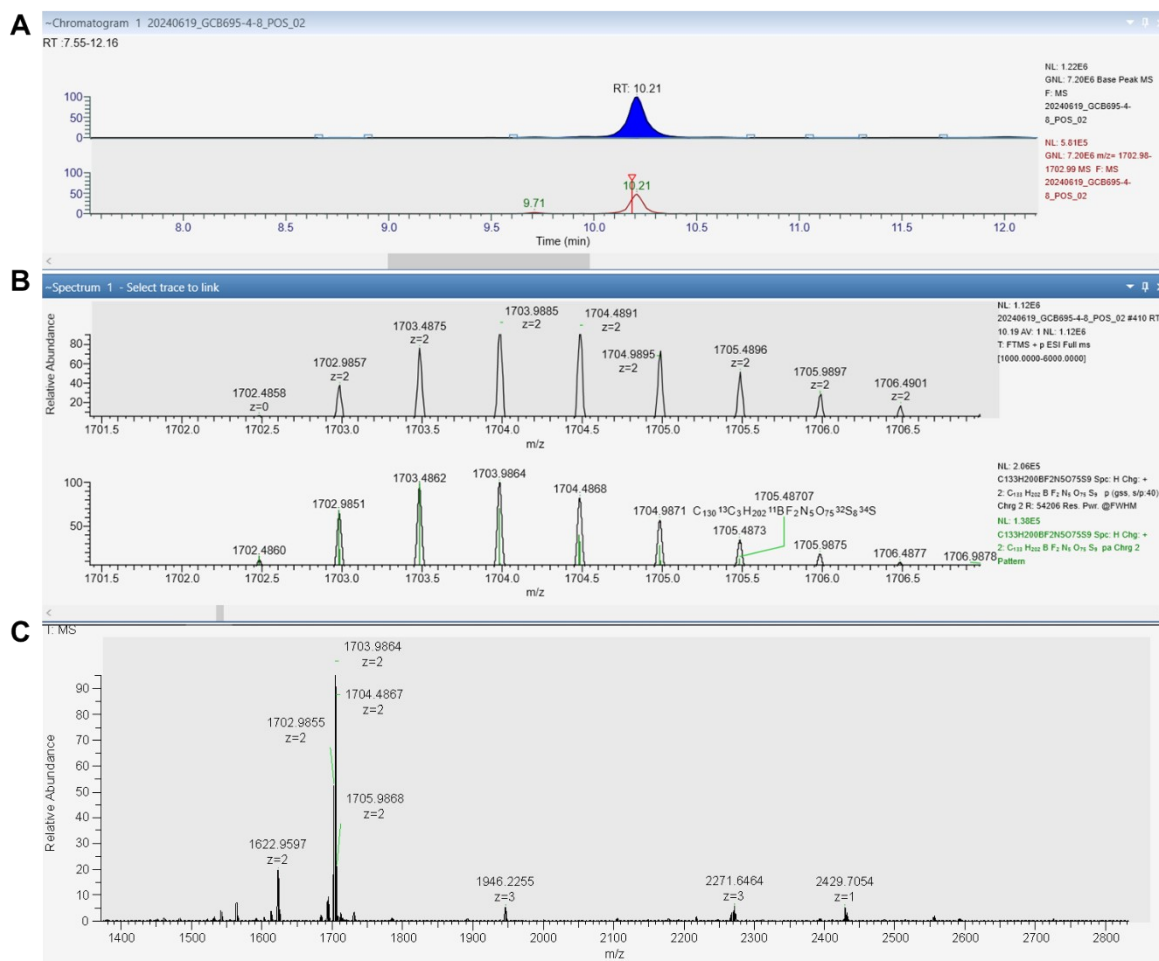 A
~Chromatogram 1 20240619_GCB695-4-8_POS_02
RT :7.55-12.16
RT: 10.21
100
50
0
NL: 1.22E6
GNL: 7.20E6 Base Peak MS
F: MS
20240619_GCB695-4-
8_POS_02
100
50
0
9.71
10.21
NL: 5.81E5
GNL: 7.20E6 m/z= 1702.98-
1702.99 MS F: MS
20240619_GCB695-4-
8_POS_02
8.0 8.5 9.0 9.5 10.0 10.5 11.0 11.5 12.0
Time (min)
B
~Spectrum 1 - Select trace to link
Relative Abundance
80
60
40
20
1702.4858
z=0
1702.9857
z=2
1703.4875
z=2
1703.9885
z=2
1704.4891
z=2
1704.9895
z=2
1705.4896
z=2
1705.9897
z=2
1706.4901
z=2
NL: 1.12E6
20240619_GCB695-4-8_POS_02 #410 RT
10.19 AV: 1 NL: 1.12E6
T: FTMS + p ESI Full ms
[1000.0000-6000.0000]
1701.5 1702.0 1702.5 1703.0 1703.5 1704.0 1704.5 1705.0 1705.5 1706.0 1706.5
m/z
100
50
0
1702.4860
1702.9851
1703.4862
1703.9864
1704.4868
1704.9871
1705.48707
C₁₃₀ ¹³C₃ H₂₀₂ ¹¹B F₂ N₅ O₇₅ ³²S₈ ³⁴S
1705.4873
1705.9875
1706.4877
1706.9878
NL: 2.06E5
C133H200BF2N5O75S9 Spc: H Chg: +
2: C₁₃₃ H₂₀₂ B F₂ N₅ O₇₅ S₉ p (gss, s/p:40)
Chrg 2 R: 54206 Res. Pwr. @FWHM
NL: 1.38E5
C133H200BF2N5O75S9 Spc: H Chg: +
2: C₁₃₃ H₂₀₂ B F₂ N₅ O₇₅ S₉ pa Chrg 2
Pattern
1701.5 1702.0 1702.5 1703.0 1703.5 1704.0 1704.5 1705.0 1705.5 1706.0 1706.5
m/z
C
T: MS
Relative Abundance
90
80
70
60
50
40
30
20
10
0
1703.9864
z=2
1704.4867
z=2
1702.9855
z=2
1705.9868
z=2
1622.9597
z=2
1946.2255
z=3
2271.6464
z=3
2429.7054
z=1
1400 1500 1600 1700 1800 1900 2000 2100 2200 2300 2400 2500 2600 2700 2800
m/z